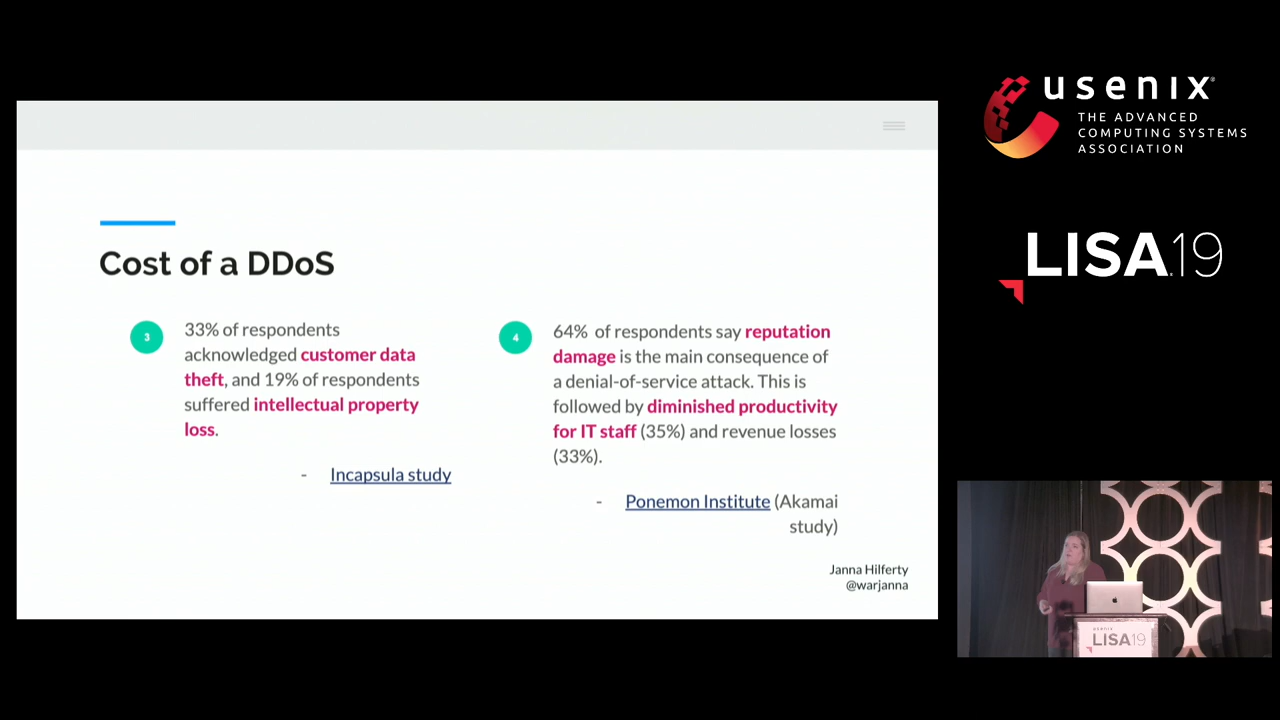 Cost of a DDoS
3
33% of respondents
acknowledged customer data
theft, and 19% of respondents
suffered intellectual property
loss.
- Incapsula study
4
64% of respondents say reputation
damage is the main consequence of
a denial-of-service attack. This is
followed by diminished productivity
for IT staff (35%) and revenue losses
(33%).
- Ponemon Institute (Akamai
study)
Janna Hilferty
@warjanna
usenix®
THE ADVANCED
COMPUTING SYSTEMS
ASSOCIATION
LISA19
usenix
LISA19